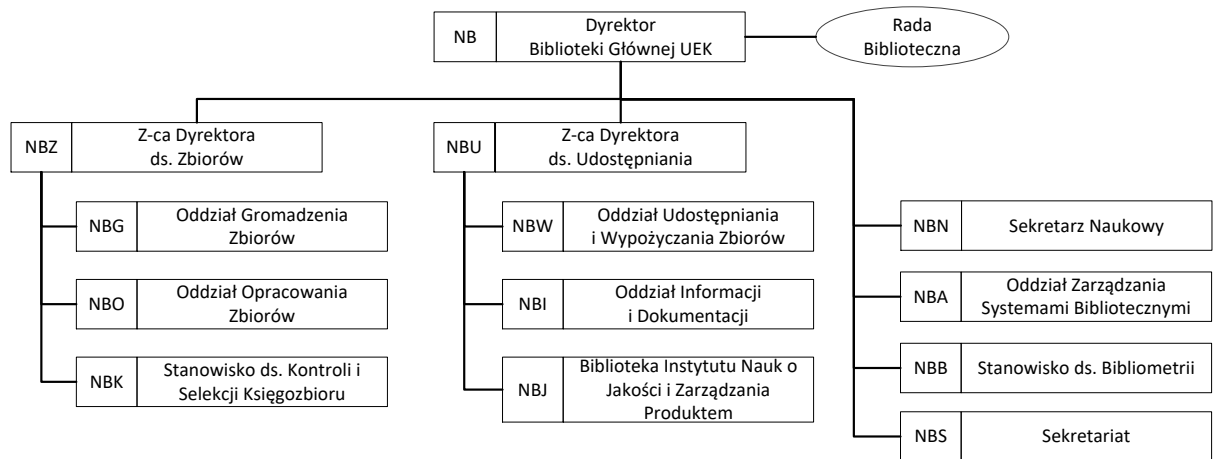 NB
Dyrektor
Biblioteki Głównej UEK
Rada
Biblioteczna
NBZ
Z-ca Dyrektora
ds. Zbiorów
NBU
Z-ca Dyrektora
ds. Udostępniania
NBG
Oddział Gromadzenia
Zbiorów
NBO
Oddział Opracowania
Zbiorów
NBK
Stanowisko ds. Kontroli i
Selekcji Księgozbioru
NBW
Oddział Udostępniania
i Wypożyczania Zbiorów
NBI
Oddział Informacji
i Dokumentacji
NBJ
Biblioteka Instytutu Nauk o
Jakości i Zarządzania
Produktem
NBN
Sekretarz Naukowy
NBA
Oddział Zarządzania
Systemami Bibliotecznymi
NBB
Stanowisko ds. Bibliometrii
NBS
Sekretariat